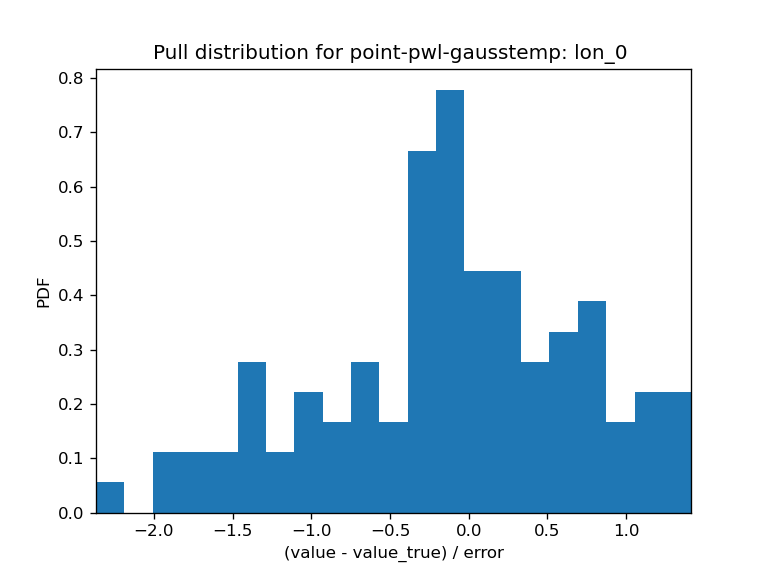 Pull distribution for point-pwl-gausstemp: lon_0
0.8
0.7
0.6
0.5
0.4
0.3
0.2
0.1
0.0
PDF
−2.0 −1.5 −1.0 −0.5 0.0 0.5 1.0
(value - value_true) / error